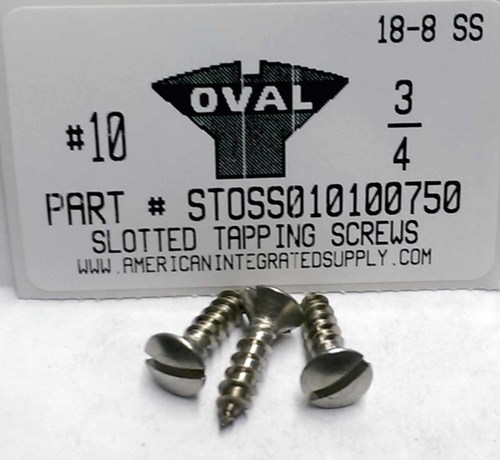 18-8 SS
OVAL
#10
3
4
PART # STOSS010100750
SLOTTED TAPPING SCREWS
WWW.AMERICANINTEGRATEDSUPPLY.COM